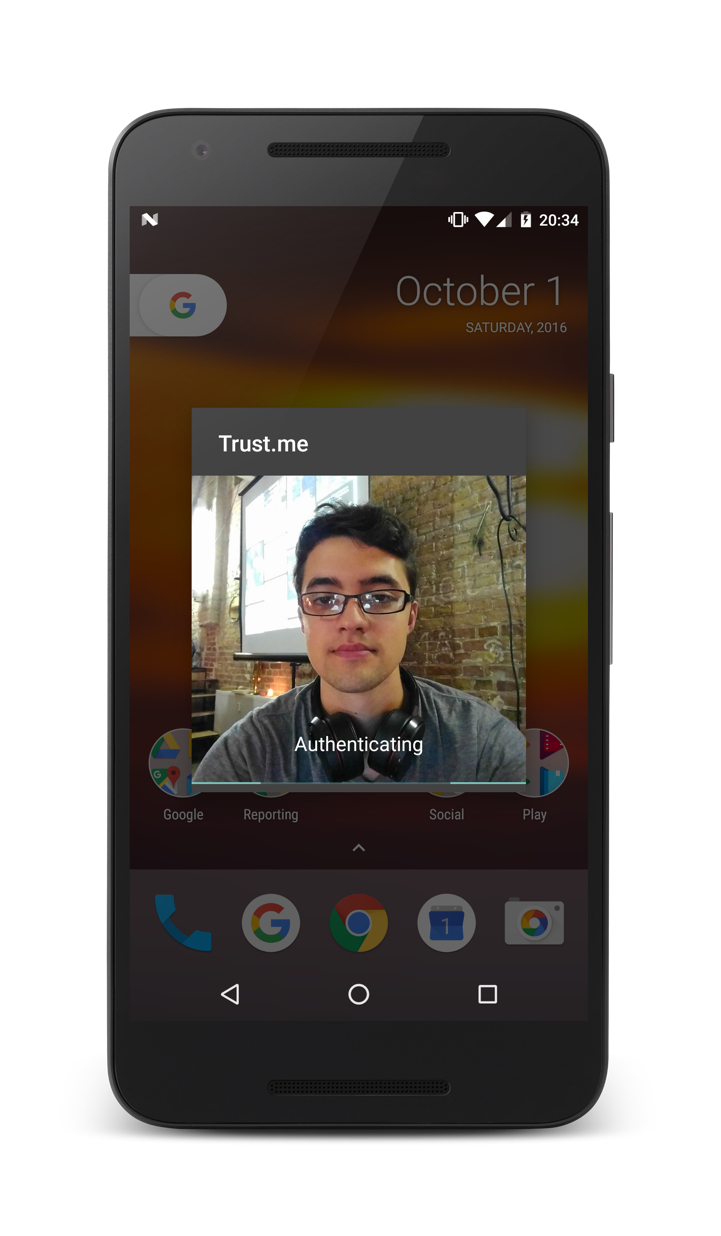 20:34
October 1
SATURDAY, 2016
Trust.me
Authenticating
Google
Reporting
Social
Play
1